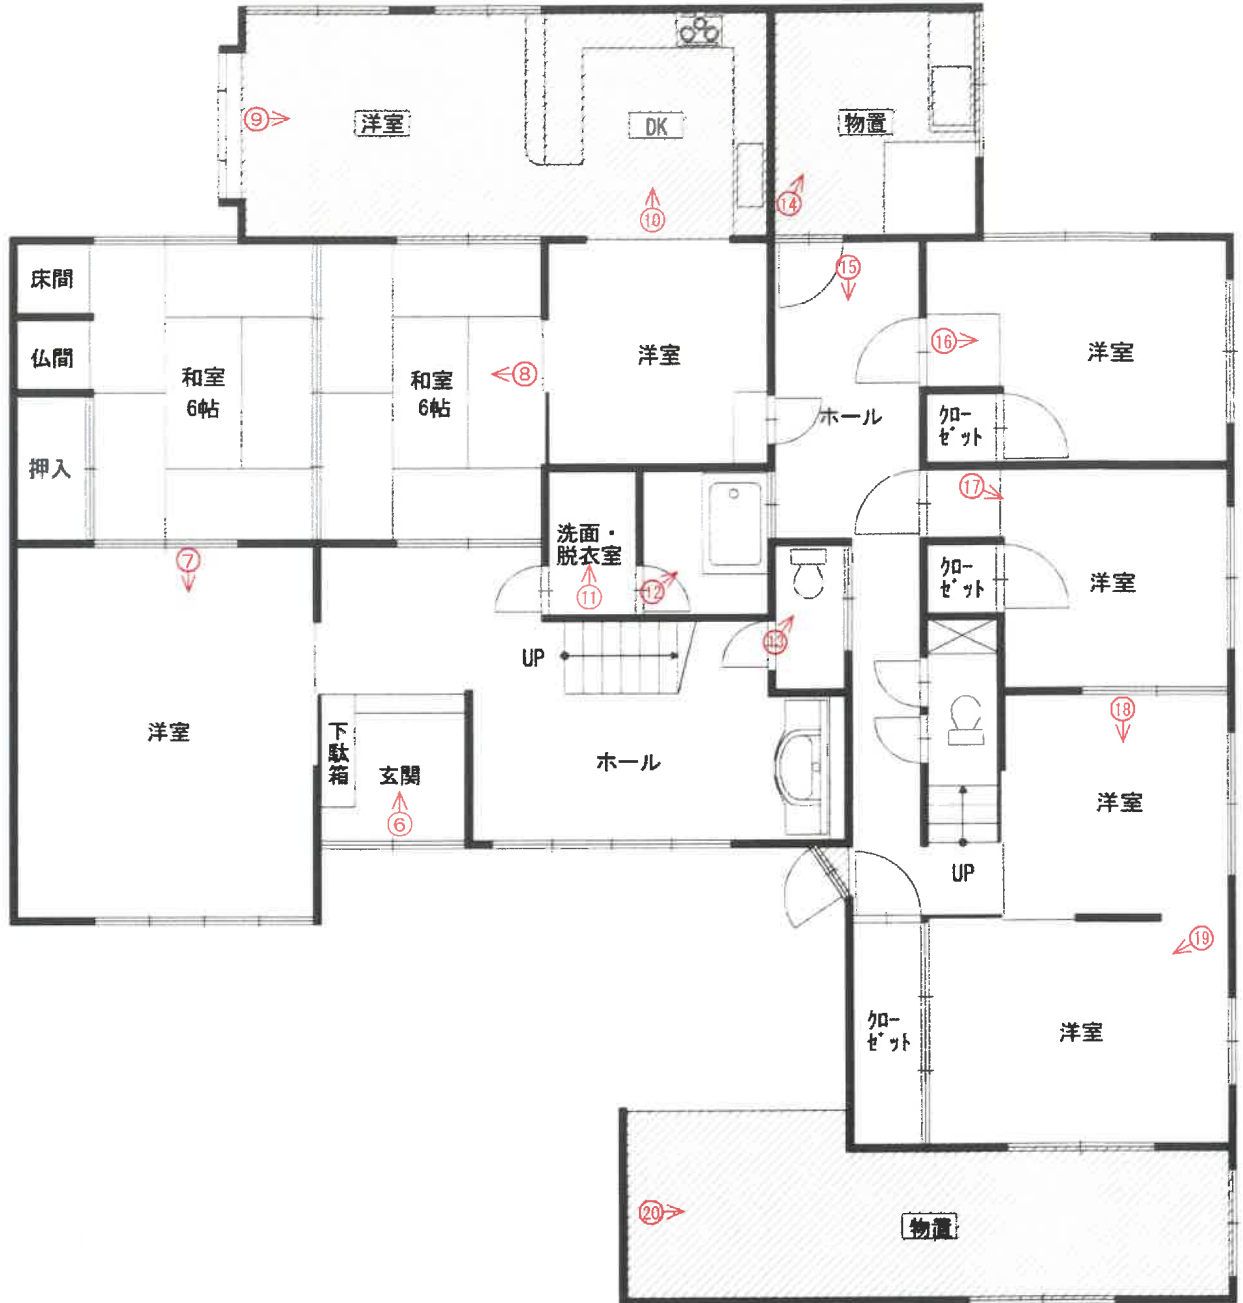 ⑨
洋室
DK
物置
⑭
⑩
床間
⑮
仏間
和室
6帖
和室
6帖
⑧
洋室
⑯
洋室
ホール
クロー
ゼット
押入
⑰
洗面・
脱衣室
⑦
⑪
⑫
クロー
ゼット
洋室
⑬
UP
⑱
洋室
下駄箱
玄関
⑥
ホール
洋室
UP
⑲
クロー
ゼット
洋室
⑳
物置